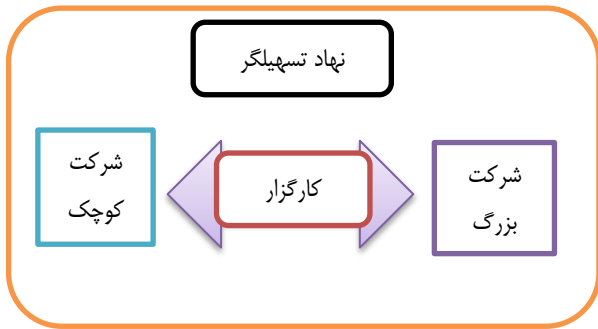 نهاد تسهیلگر
شرکت
بزرگ
کارگزار
شرکت
کوچک